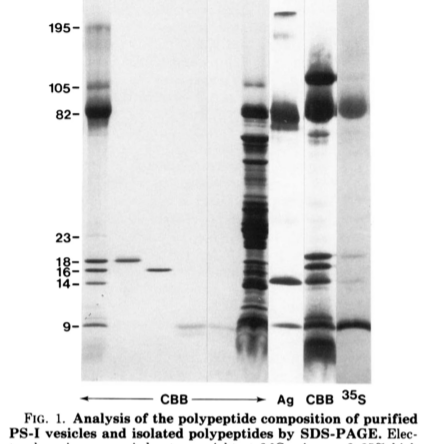 195-
105-
82-
23-
18-
16-
14-
9-
CBB Ag CBB 35S
FIG. 1. Analysis of the polypeptide composition of purified
PS-I vesicles and isolated polypeptides by SDS-PAGE. Elec-